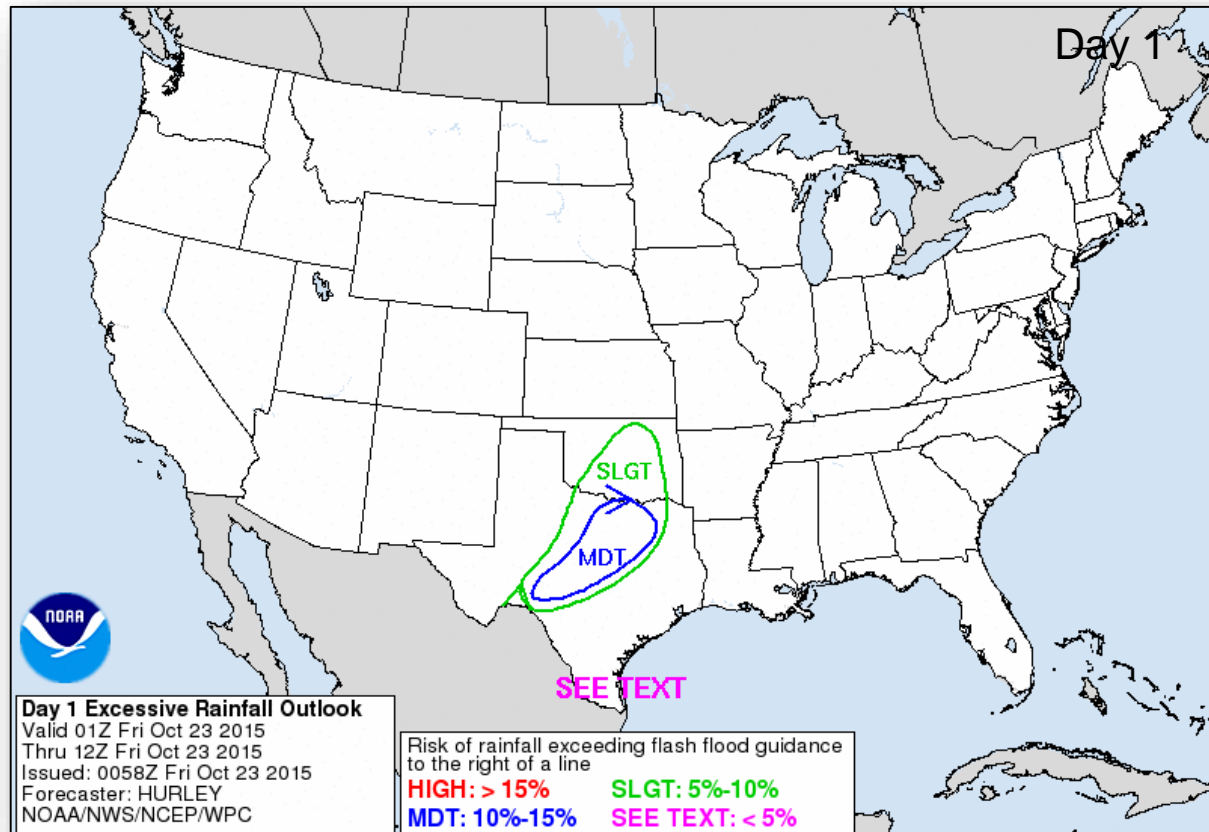 Day 1
SLGT
MDT
NOAA
SEE TEXT
Day 1 Excessive Rainfall Outlook
Valid 01Z Fri Oct 23 2015
Thru 12Z Fri Oct 23 2015
Issued: 0058Z Fri Oct 23 2015
Forecaster: HURLEY
NOAA/NWS/NCEP/WPC
Risk of rainfall exceeding flash flood guidance
to the right of a line
HIGH: > 15% SLGT: 5%-10%
MDT: 10%-15% SEE TEXT: < 5%